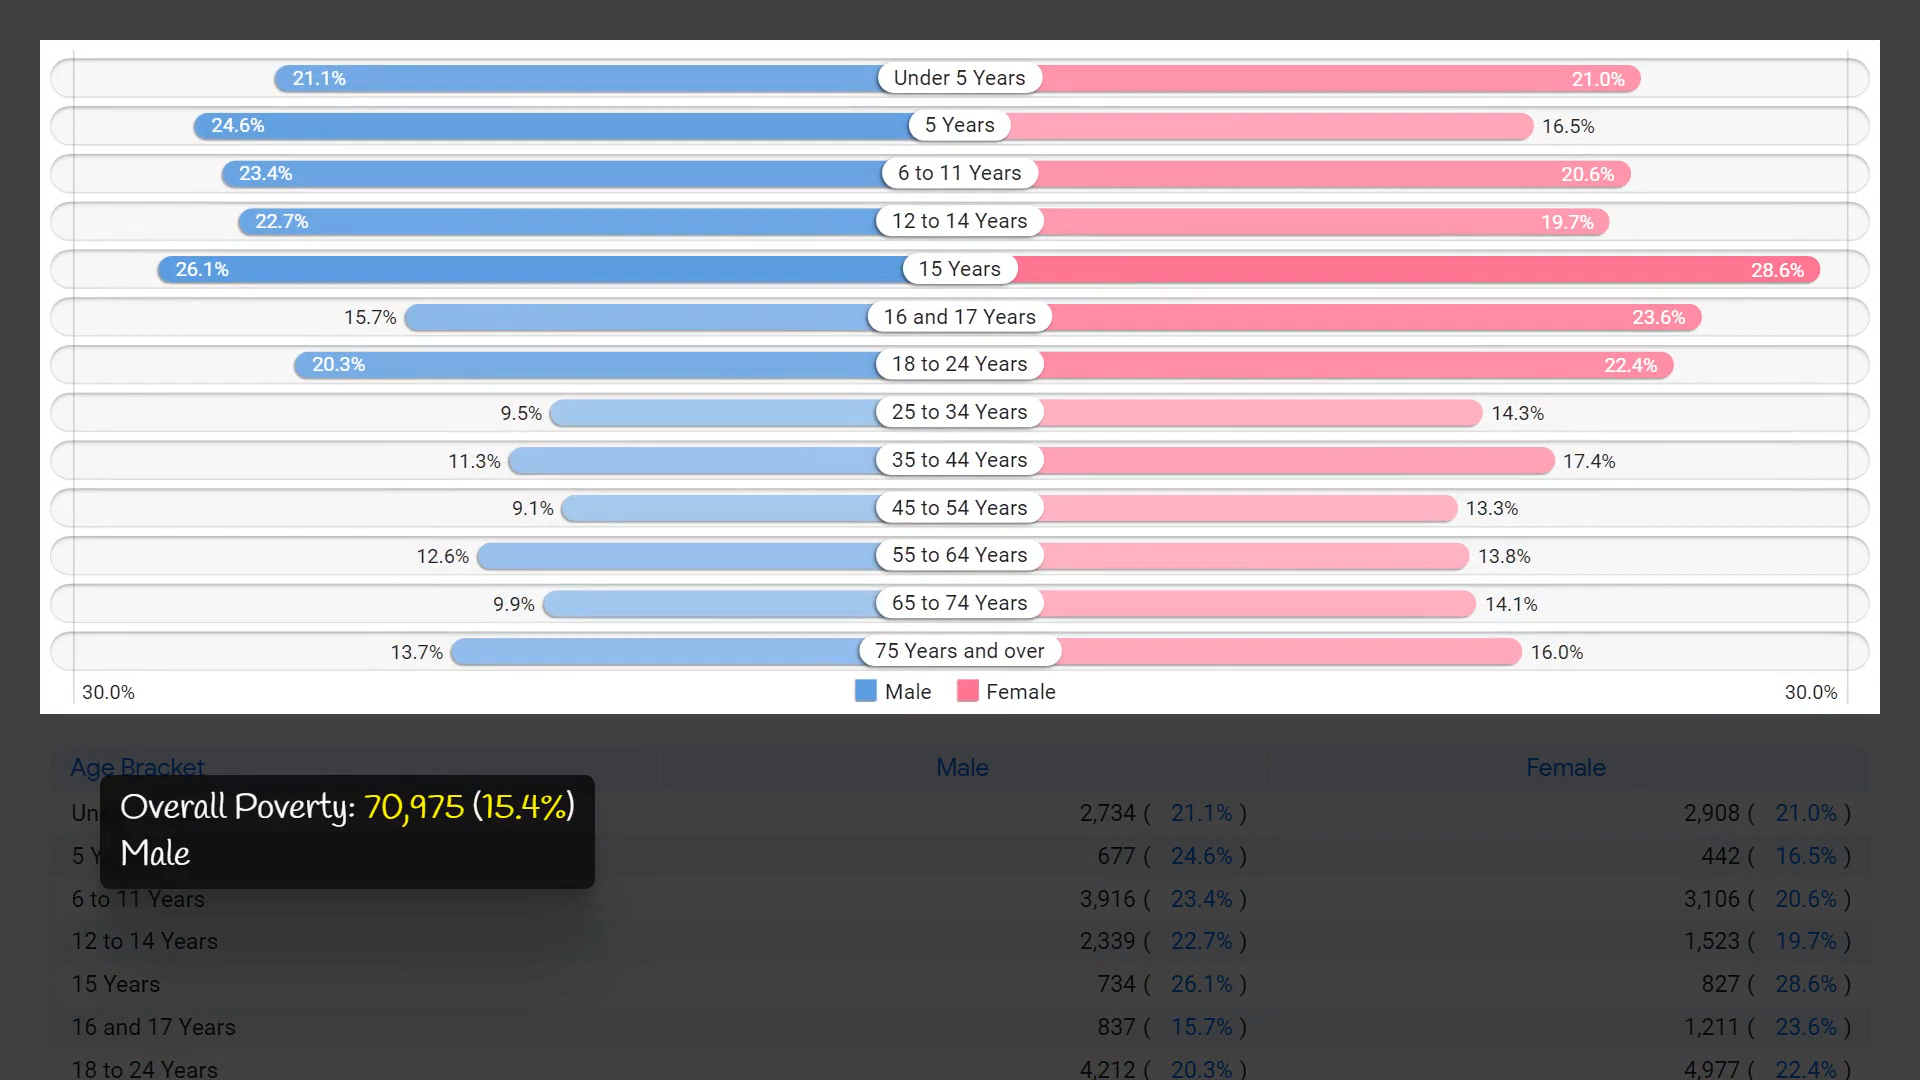 21.1% Under 5 Years 21.0%
24.6% 5 Years 16.5%
23.4% 6 to 11 Years 20.6%
22.7% 12 to 14 Years 19.7%
26.1% 15 Years 28.6%
15.7% 16 and 17 Years 23.6%
20.3% 18 to 24 Years 22.4%
9.5% 25 to 34 Years 14.3%
11.3% 35 to 44 Years 17.4%
9.1% 45 to 54 Years 13.3%
12.6% 55 to 64 Years 13.8%
9.9% 65 to 74 Years 14.1%
13.7% 75 Years and over 16.0%
30.0% Male Female 30.0%
Age Bracket Male Female
Overall Poverty: 70,975 (15.4%)
Male
2,734 ( 21.1% ) 2,908 ( 21.0% )
677 ( 24.6% ) 442 ( 16.5% )
6 to 11 Years 3,916 ( 23.4% ) 3,106 ( 20.6% )
12 to 14 Years 2,339 ( 22.7% ) 1,523 ( 19.7% )
15 Years 734 ( 26.1% ) 827 ( 28.6% )
16 and 17 Years 837 ( 15.7% ) 1,211 ( 23.6% )
18 to 24 Years 4,212 ( 20.3% ) 4,977 ( 22.4% )